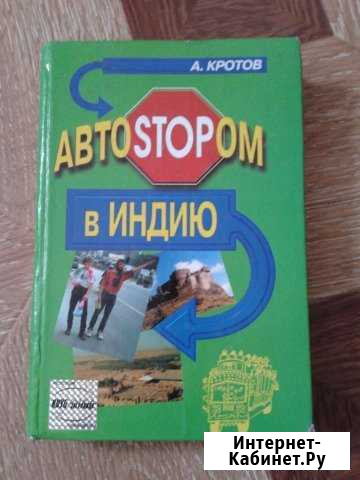 А. КРОТОВ
АВТОSTOPОМ
в ИНДИЮ
Интернет-
Кабинет.Ру